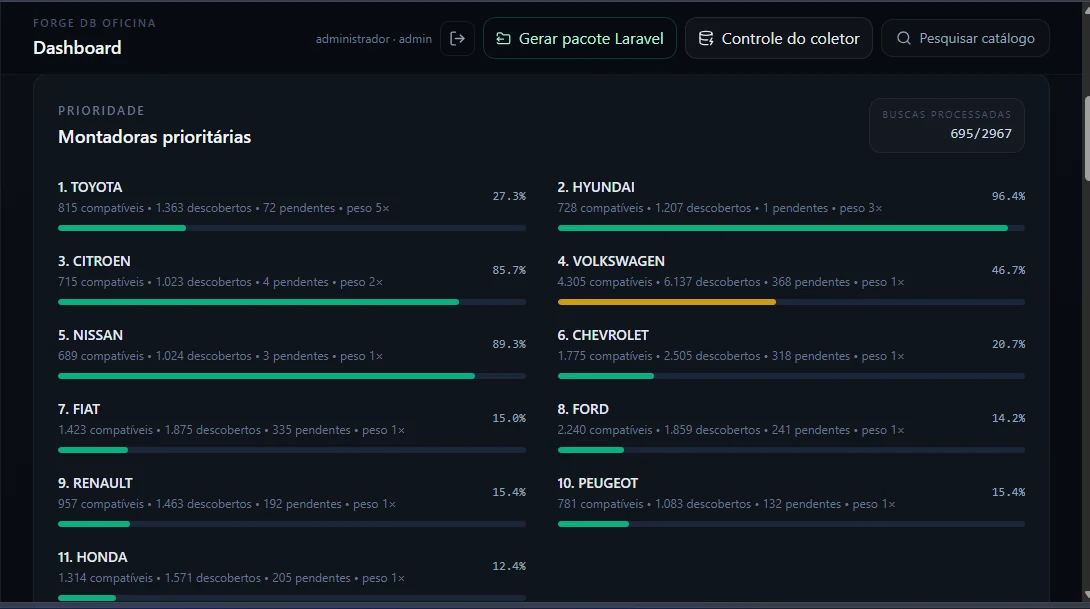 FORGE DB OFICINA
Dashboard
administrador · admin
Gerar pacote Laravel
Controle do coletor
Pesquisar catálogo
PRIORIDADE
Montadoras prioritárias
BUSCAS PROCESSADAS
695/2967
1. TOYOTA
815 compatíveis • 1.363 descobertos • 72 pendentes • peso 5×
27.3%
2. HYUNDAI
728 compatíveis • 1.207 descobertos • 1 pendentes • peso 3×
96.4%
3. CITROEN
715 compatíveis • 1.023 descobertos • 4 pendentes • peso 2×
85.7%
4. VOLKSWAGEN
4.305 compatíveis • 6.137 descobertos • 368 pendentes • peso 1×
46.7%
5. NISSAN
689 compatíveis • 1.024 descobertos • 3 pendentes • peso 1×
89.3%
6. CHEVROLET
1.775 compatíveis • 2.505 descobertos • 318 pendentes • peso 1×
20.7%
7. FIAT
1.423 compatíveis • 1.875 descobertos • 335 pendentes • peso 1×
15.0%
8. FORD
2.240 compatíveis • 1.859 descobertos • 241 pendentes • peso 1×
14.2%
9. RENAULT
957 compatíveis • 1.463 descobertos • 192 pendentes • peso 1×
15.4%
10. PEUGEOT
781 compatíveis • 1.083 descobertos • 132 pendentes • peso 1×
15.4%
11. HONDA
1.314 compatíveis • 1.571 descobertos • 205 pendentes • peso 1×
12.4%